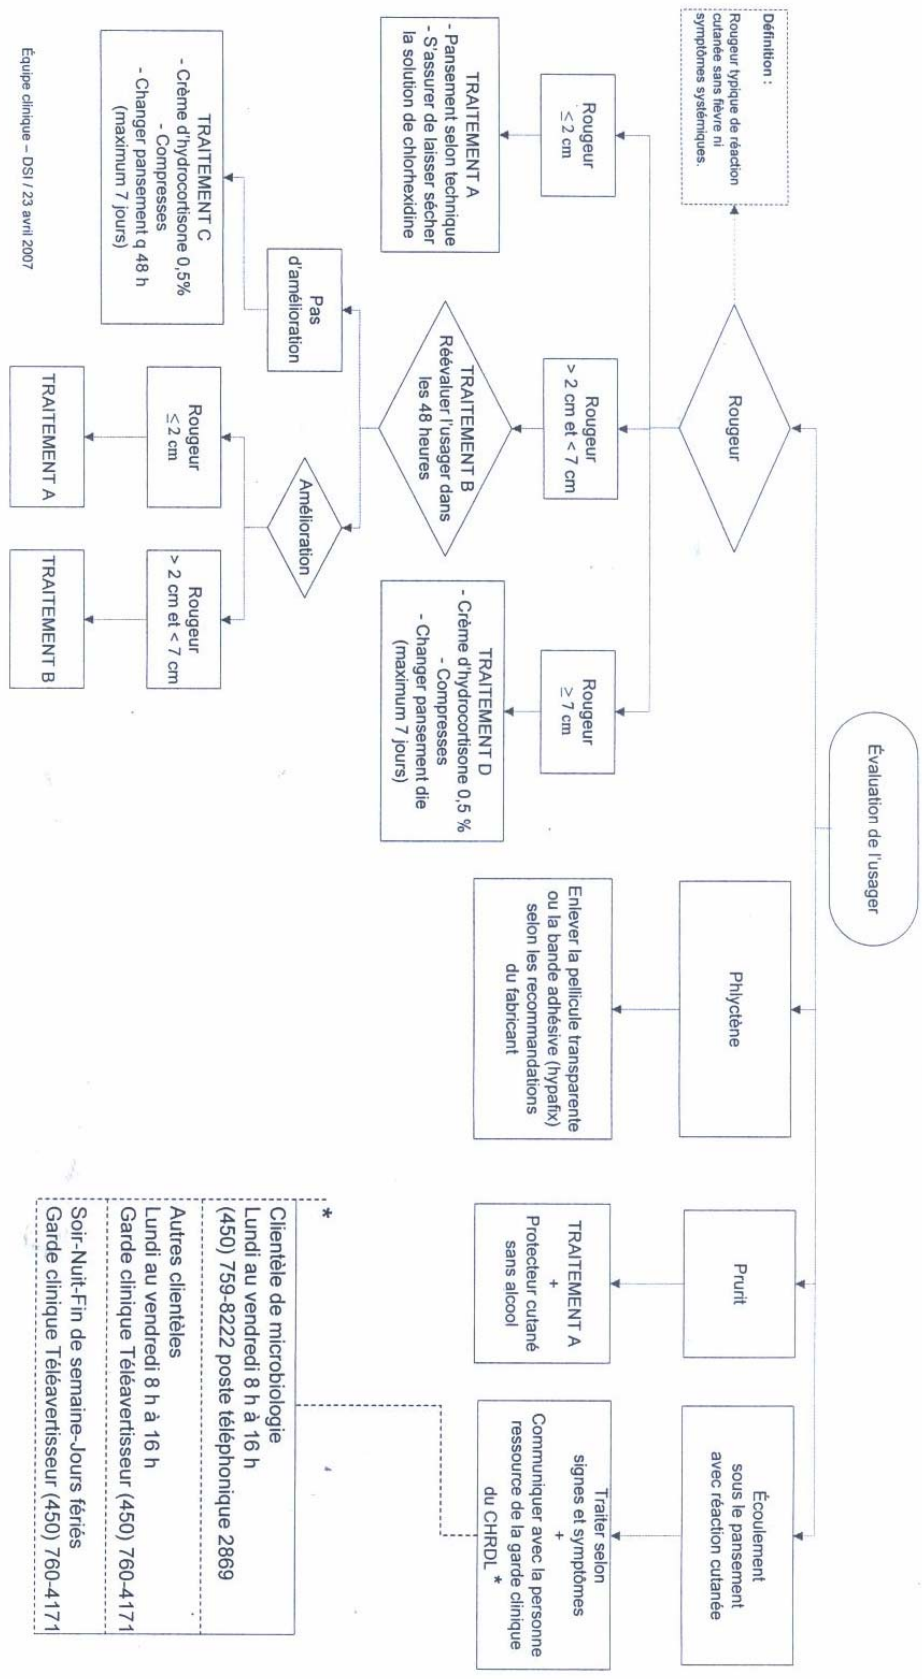 Évaluation de l'usager
Définition :
Rougeur typique de réaction
cutanée sans fièvre ni
symptômes systémiques.
Rougeur
Phlyctène
Prurit
Écoulement
sous le pansement
avec réaction cutanée
Rougeur
≤ 2 cm
Rougeur
> 2 cm et < 7 cm
Rougeur
≥ 7 cm
Enlever la pellicule transparente
ou la bande adhésive (hypafix)
selon les recommandations
du fabricant
TRAITEMENT A
+
Protecteur cutané
sans alcool
Traiter selon
signes et symptômes
+
Communiquer avec la personne
ressource de la garde clinique
du CHRDL *
TRAITEMENT A
- Pansement selon technique
- S'assurer de laisser sécher
la solution de chlorhexidine
TRAITEMENT B
Réévaluer l'usager dans
les 48 heures
TRAITEMENT D
- Crème d'hydrocortisone 0,5 %
- Compresses
- Changer pansement die
(maximum 7 jours)
Pas
d'amélioration
Amélioration
TRAITEMENT C
- Crème d'hydrocortisone 0,5%
- Compresses
- Changer pansement q 48 h
(maximum 7 jours)
Rougeur
≤ 2 cm
Rougeur
> 2 cm et < 7 cm
TRAITEMENT A
TRAITEMENT B
*
Clientèle de microbiologie
Lundi au vendredi 8 h à 16 h
(450) 759-8222 poste téléphonique 2869
Autres clientèles
Lundi au vendredi 8 h à 16 h
Garde clinique Téléavertisseur (450) 760-4171
Soir-Nuit-Fin de semaine-Jours fériés
Garde clinique Téléavertisseur (450) 760-4171
Équipe clinique – DSI / 23 avril 2007